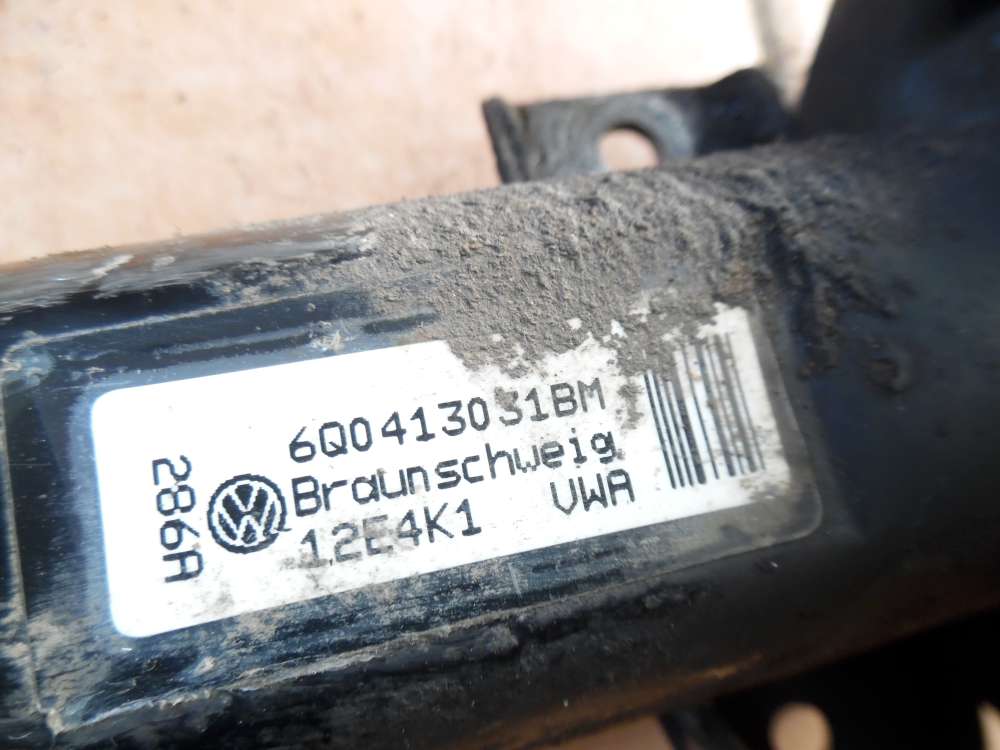 6Q0413031BM
Braunschweig
12E4K1 VWA
286A